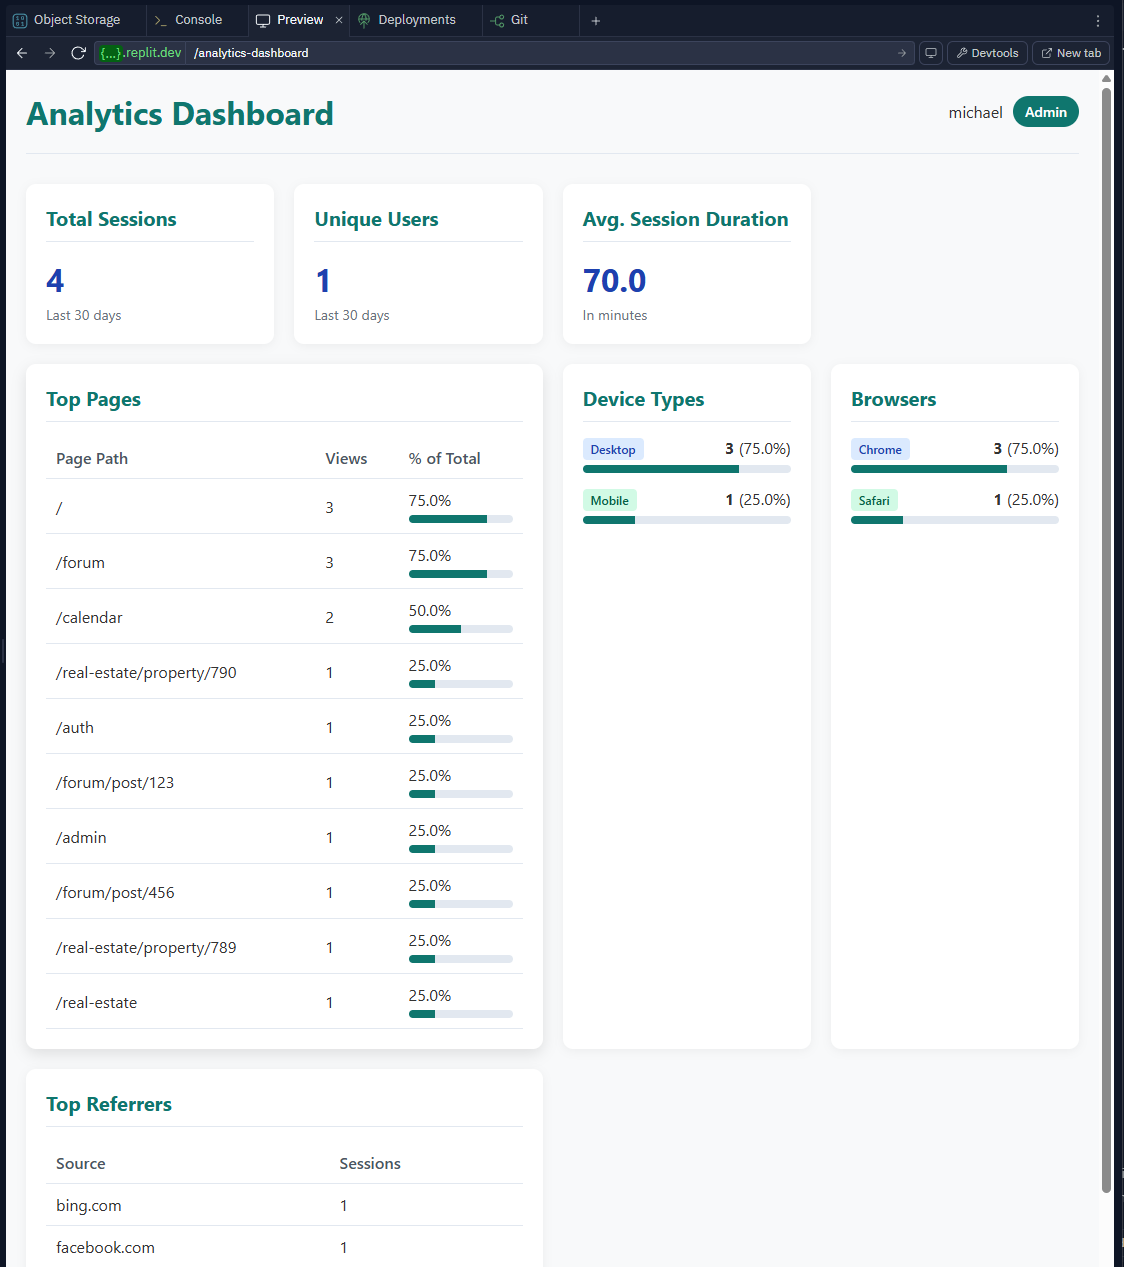 Object Storage Console Preview Deployments Git
{...}.replit.dev /analytics-dashboard Devtools New tab
Analytics Dashboard
michael Admin
Total Sessions
4
Last 30 days
Unique Users
1
Last 30 days
Avg. Session Duration
70.0
In minutes
Top Pages
Page Path Views % of Total
/ 3 75.0%
/forum 3 75.0%
/calendar 2 50.0%
/real-estate/property/790 1 25.0%
/auth 1 25.0%
/forum/post/123 1 25.0%
/admin 1 25.0%
/forum/post/456 1 25.0%
/real-estate/property/789 1 25.0%
/real-estate 1 25.0%
Device Types
Desktop 3 (75.0%)
Mobile 1 (25.0%)
Browsers
Chrome 3 (75.0%)
Safari 1 (25.0%)
Top Referrers
Source Sessions
bing.com 1
facebook.com 1